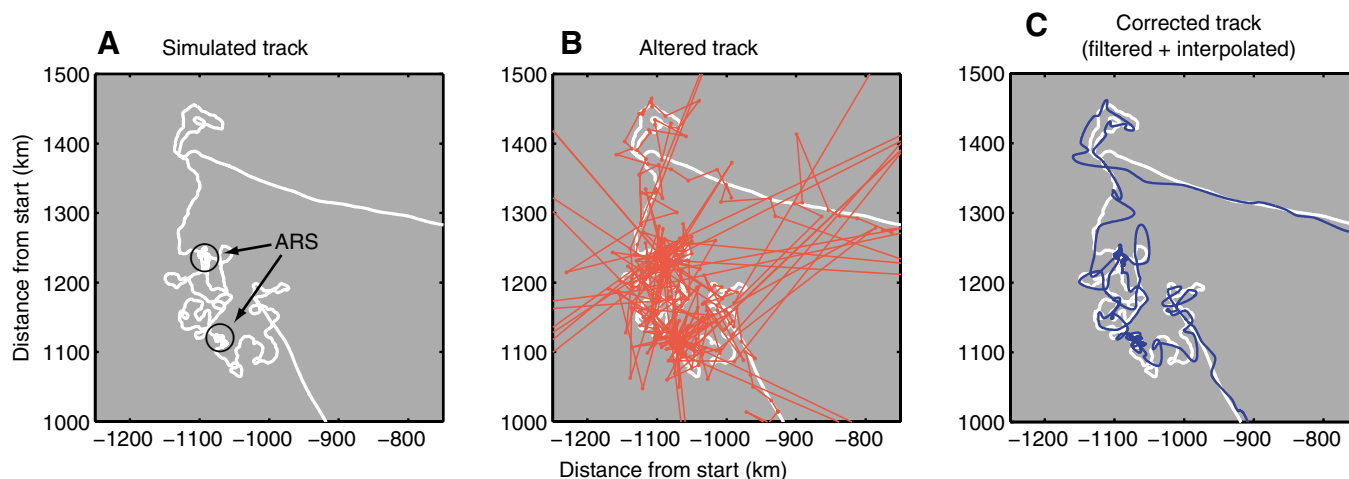 A
Simulated track
B
Altered track
C
Corrected track
(filtered + interpolated)
Distance from start (km)
1500
1400
1300
1200
1100
1000
ARS
−1200 −1100 −1000 −900 −800
1500
1400
1300
1200
1100
1000
−1200 −1100 −1000 −900 −800
1500
1400
1300
1200
1100
1000
−1200 −1100 −1000 −900 −800
Distance from start (km)